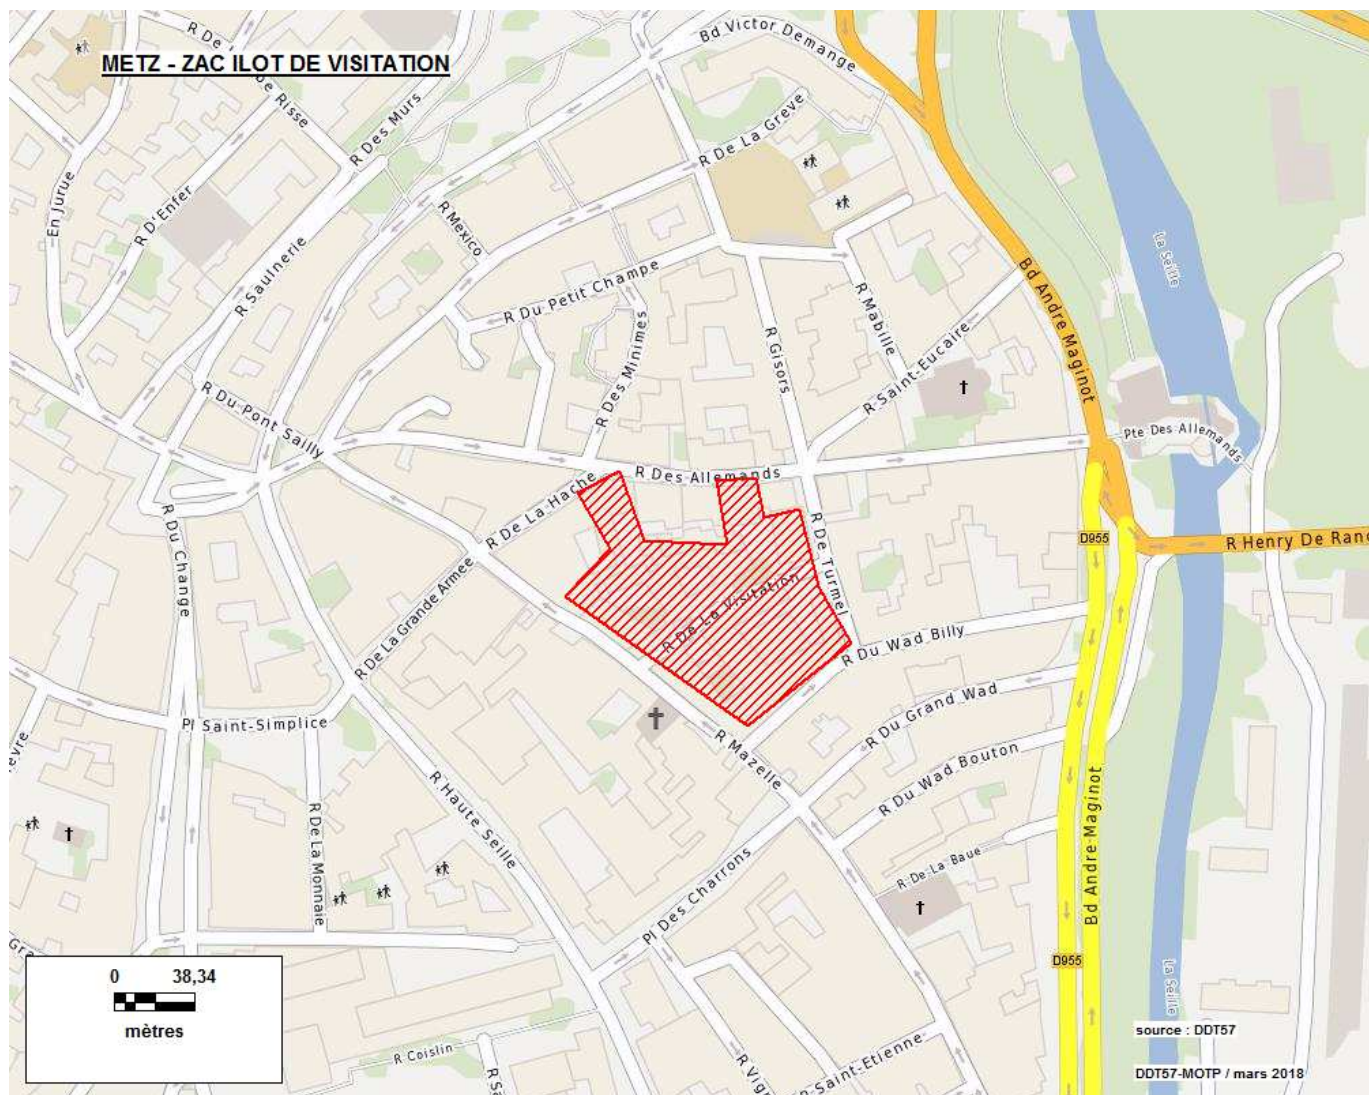 METZ - ZAC ILOT DE VISITATION
Bd Victor Demange
De Risse
R Des Murs
R De La Greve
En Jurue
R D'Enfer
R Mexico
R Saulnerie
R Du Petit Champe
R Des Minimes
R Gisors
R Mabille
R Saint-Eucaire
Bd Andre Maginot
La Seille
R Du Pont Sailly
Pte Des Allemands
R Des Allemands
R De La Hache
R De Turmel
D955
R Henry De Ranc
R Du Change
R De La Grande Armee
R De La Visitation
R Du Wad Billy
R Du Grand Wad
Pl Saint-Simplice
R Mazelle
R Du Wad Bouton
R Haute Seille
R De La Monnaie
Bd Andre Maginot
R De La Baue
Pl Des Charrons
D955
La Seille
0 38,34
mètres
R Coislin
R Vign
R-Saint-Etienne
source : DDT57
DDT57-MOTP / mars 2018